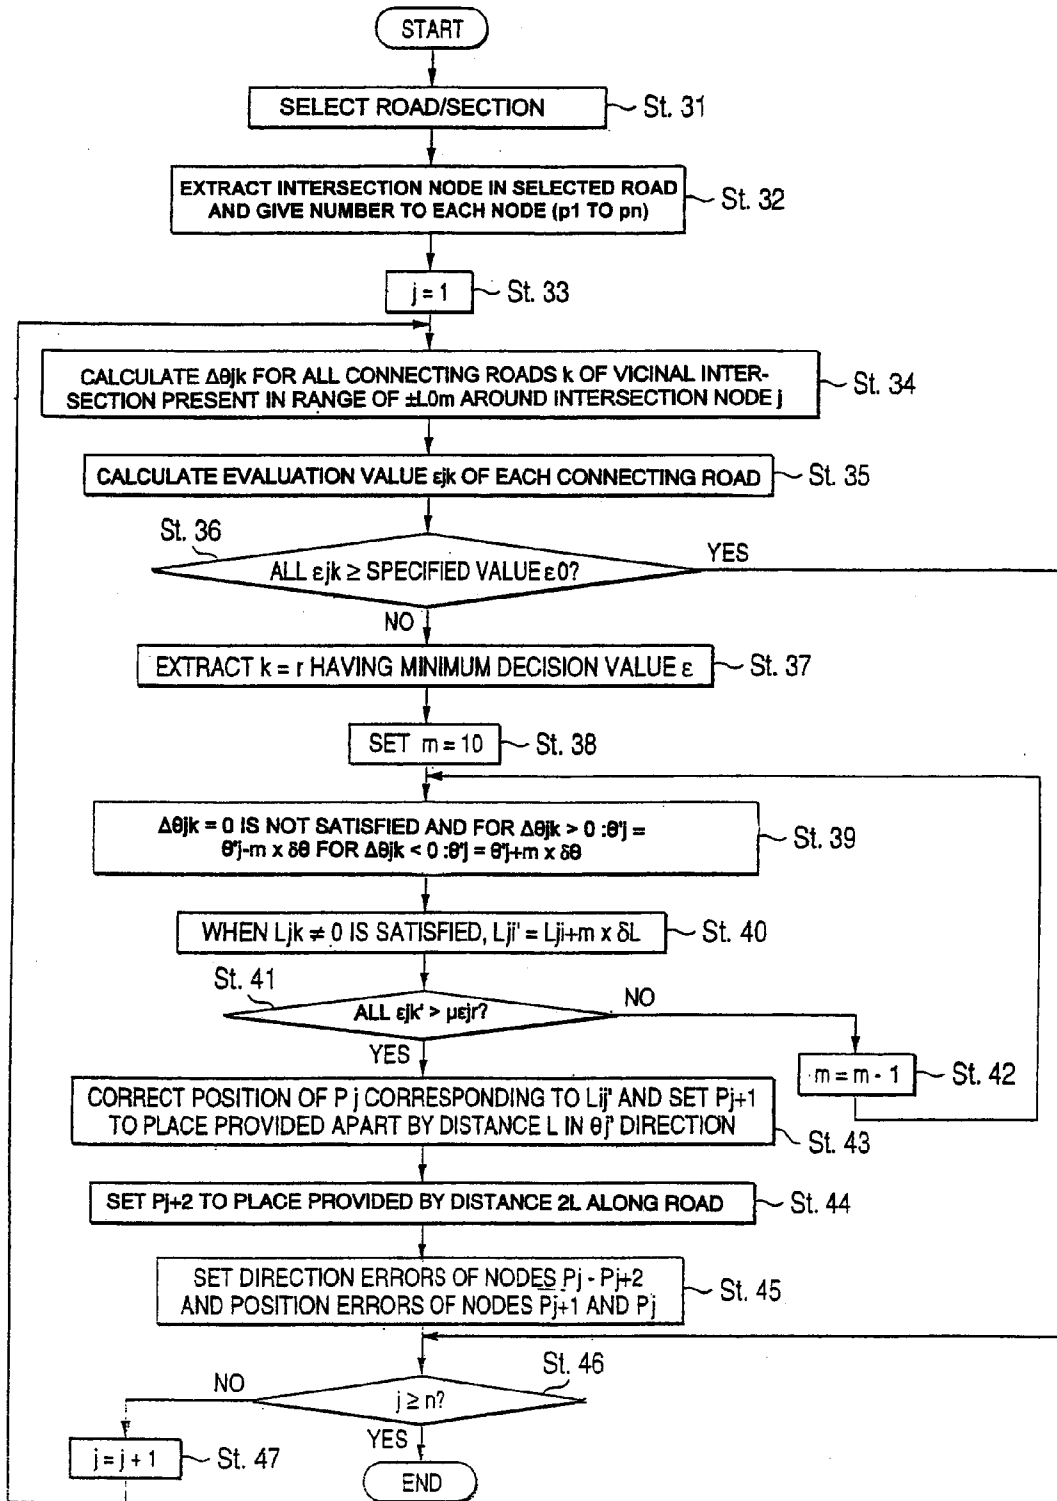 START
SELECT ROAD/SECTION
St. 31
EXTRACT INTERSECTION NODE IN SELECTED ROAD
AND GIVE NUMBER TO EACH NODE (p1 TO pn)
St. 32
j = 1
St. 33
CALCULATE Δθjk FOR ALL CONNECTING ROADS k OF VICINAL INTER-
SECTION PRESENT IN RANGE OF ±L0m AROUND INTERSECTION NODE j
St. 34
CALCULATE EVALUATION VALUE εjk OF EACH CONNECTING ROAD
St. 35
St. 36
ALL εjk ≥ SPECIFIED VALUE ε0?
YES
NO
EXTRACT k = r HAVING MINIMUM DECISION VALUE ε
St. 37
SET m = 10
St. 38
Δθjk = 0 IS NOT SATISFIED AND FOR Δθjk > 0 :θ'j =
θ'j-m x δθ FOR Δθjk < 0 :θ'j = θ'j+m x δθ
St. 39
WHEN Ljk ≠ 0 IS SATISFIED, Lji' = Lji+m x δL
St. 40
St. 41
ALL εjk' > μεjr?
NO
YES
m = m - 1
St. 42
CORRECT POSITION OF P j CORRESPONDING TO Lij' AND SET Pj+1
TO PLACE PROVIDED APART BY DISTANCE L IN θj' DIRECTION
St. 43
SET Pj+2 TO PLACE PROVIDED BY DISTANCE 2L ALONG ROAD
St. 44
SET DIRECTION ERRORS OF NODES Pj - Pj+2
AND POSITION ERRORS OF NODES Pj+1 AND Pj
St. 45
St. 46
j ≥ n?
NO
YES
j = j + 1
St. 47
END